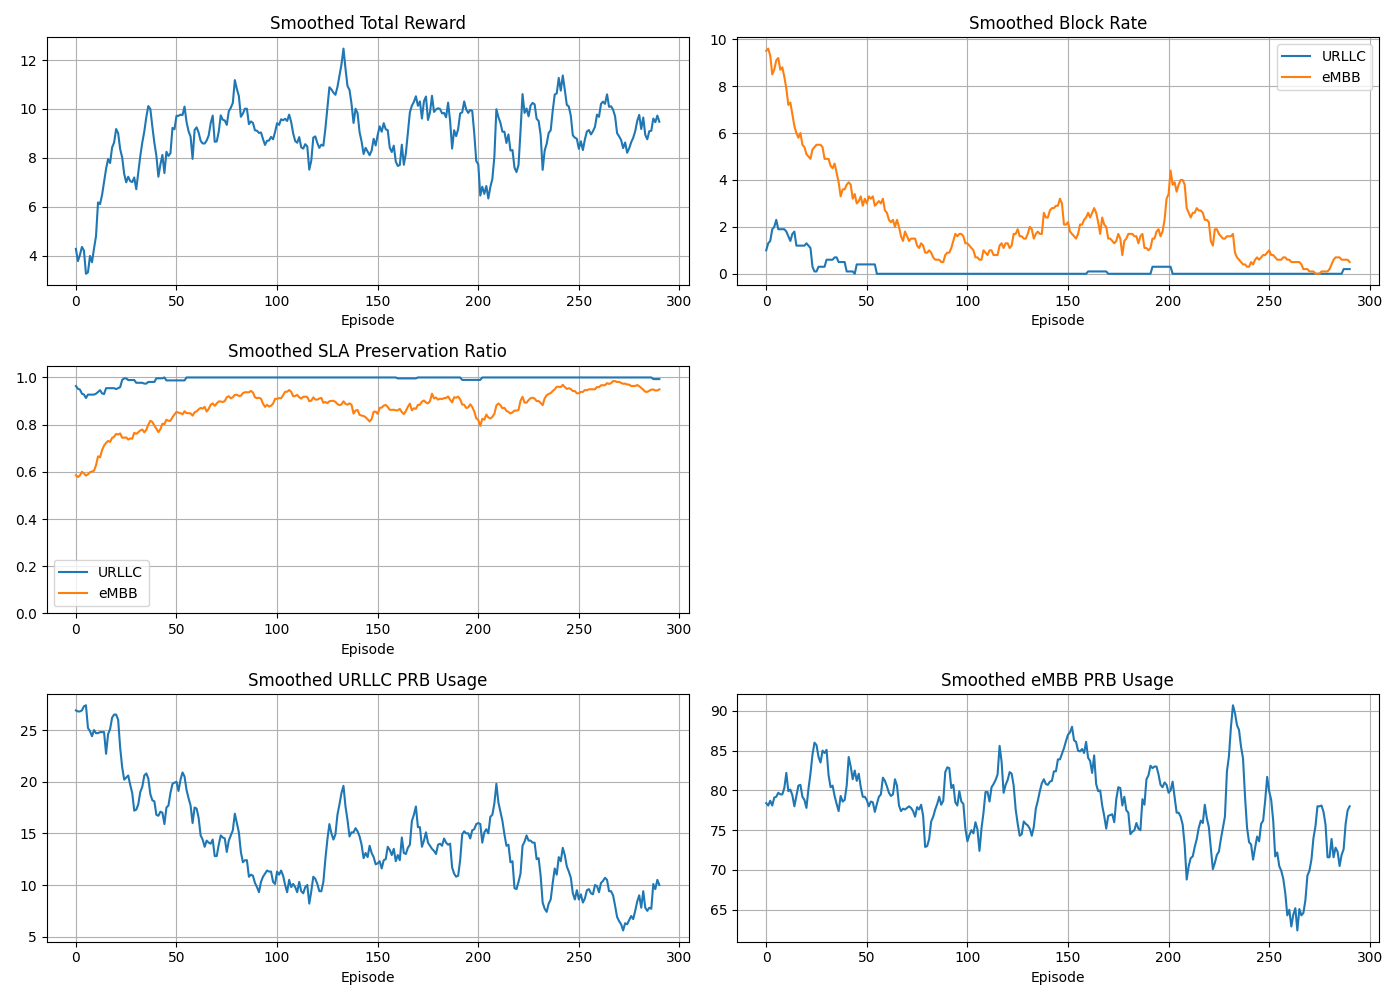 Smoothed Total Reward
12
10
8
6
4
0 50 100 150 200 250 300
Episode
Smoothed Block Rate
10
8
6
4
2
0
URLLC
eMBB
0 50 100 150 200 250 300
Episode
Smoothed SLA Preservation Ratio
1.0
0.8
0.6
0.4
0.2
0.0
URLLC
eMBB
0 50 100 150 200 250 300
Episode
Smoothed URLLC PRB Usage
25
20
15
10
5
0 50 100 150 200 250 300
Episode
Smoothed eMBB PRB Usage
90
85
80
75
70
65
0 50 100 150 200 250 300
Episode